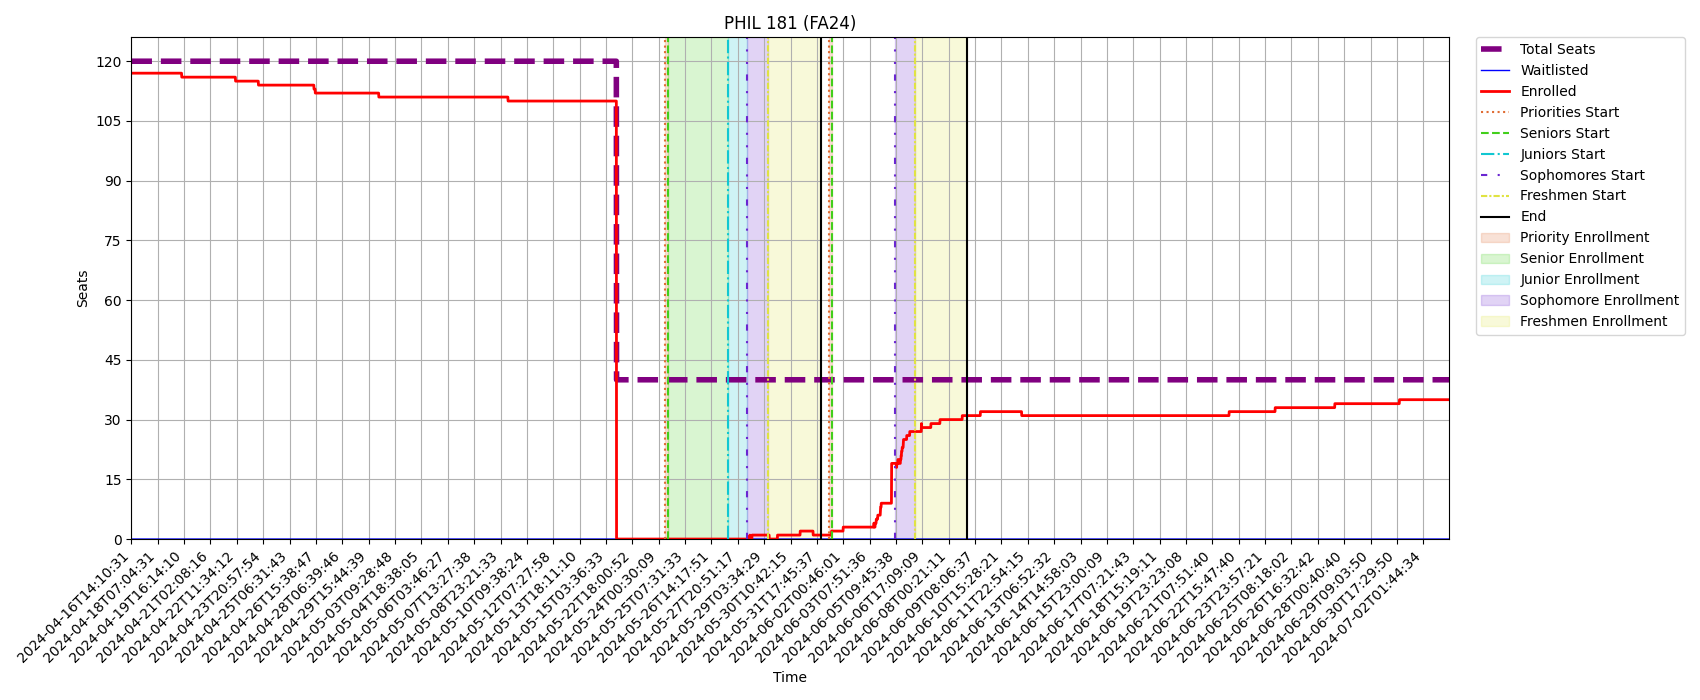 PHIL 181 (FA24)
Total Seats
Waitlisted
Enrolled
Priorities Start
Seniors Start
Juniors Start
Sophomores Start
Freshmen Start
End
Priority Enrollment
Senior Enrollment
Junior Enrollment
Sophomore Enrollment
Freshmen Enrollment
Seats
120
105
90
75
60
45
30
15
0
2024-04-16T14:10:31
2024-04-18T07:04:31
2024-04-19T16:14:10
2024-04-21T02:08:16
2024-04-22T11:34:12
2024-04-23T20:57:54
2024-04-25T06:31:43
2024-04-26T15:38:47
2024-04-28T06:39:46
2024-04-29T15:44:39
2024-05-03T09:28:48
2024-05-04T18:38:05
2024-05-06T03:46:27
2024-05-07T13:27:38
2024-05-08T23:21:33
2024-05-10T09:38:24
2024-05-12T07:27:58
2024-05-13T18:11:10
2024-05-15T03:36:33
2024-05-22T18:00:52
2024-05-24T00:30:09
2024-05-25T07:31:33
2024-05-26T14:17:51
2024-05-27T20:51:17
2024-05-29T03:34:29
2024-05-30T10:42:15
2024-05-31T17:45:37
2024-06-02T00:46:01
2024-06-03T07:51:36
2024-06-05T09:45:38
2024-06-06T17:09:09
2024-06-08T00:21:11
2024-06-09T08:06:37
2024-06-10T15:28:21
2024-06-11T22:54:15
2024-06-13T06:52:32
2024-06-14T14:58:03
2024-06-15T23:00:09
2024-06-17T07:21:43
2024-06-18T15:19:11
2024-06-19T23:23:08
2024-06-21T07:51:40
2024-06-22T15:47:40
2024-06-23T23:57:21
2024-06-25T08:18:02
2024-06-26T16:32:42
2024-06-28T00:40:40
2024-06-29T09:03:50
2024-06-30T17:29:50
2024-07-02T01:44:34
Time